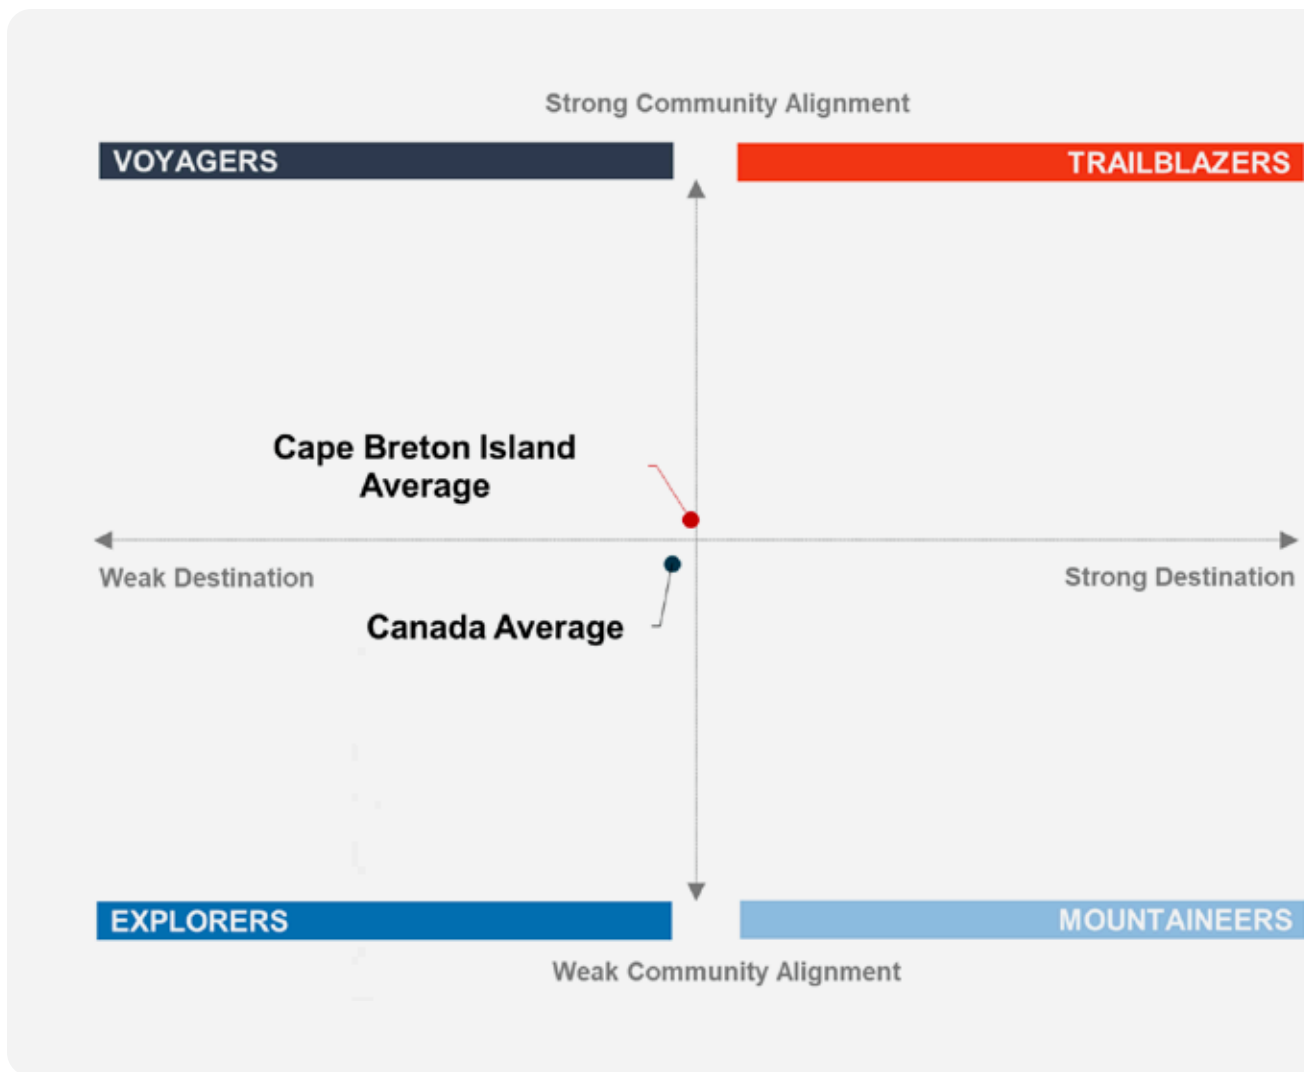 Strong Community Alignment
VOYAGERS
TRAILBLAZERS
Cape Breton Island
Average
Weak Destination
Strong Destination
Canada Average
EXPLORERS
MOUNTAINEERS
Weak Community Alignment